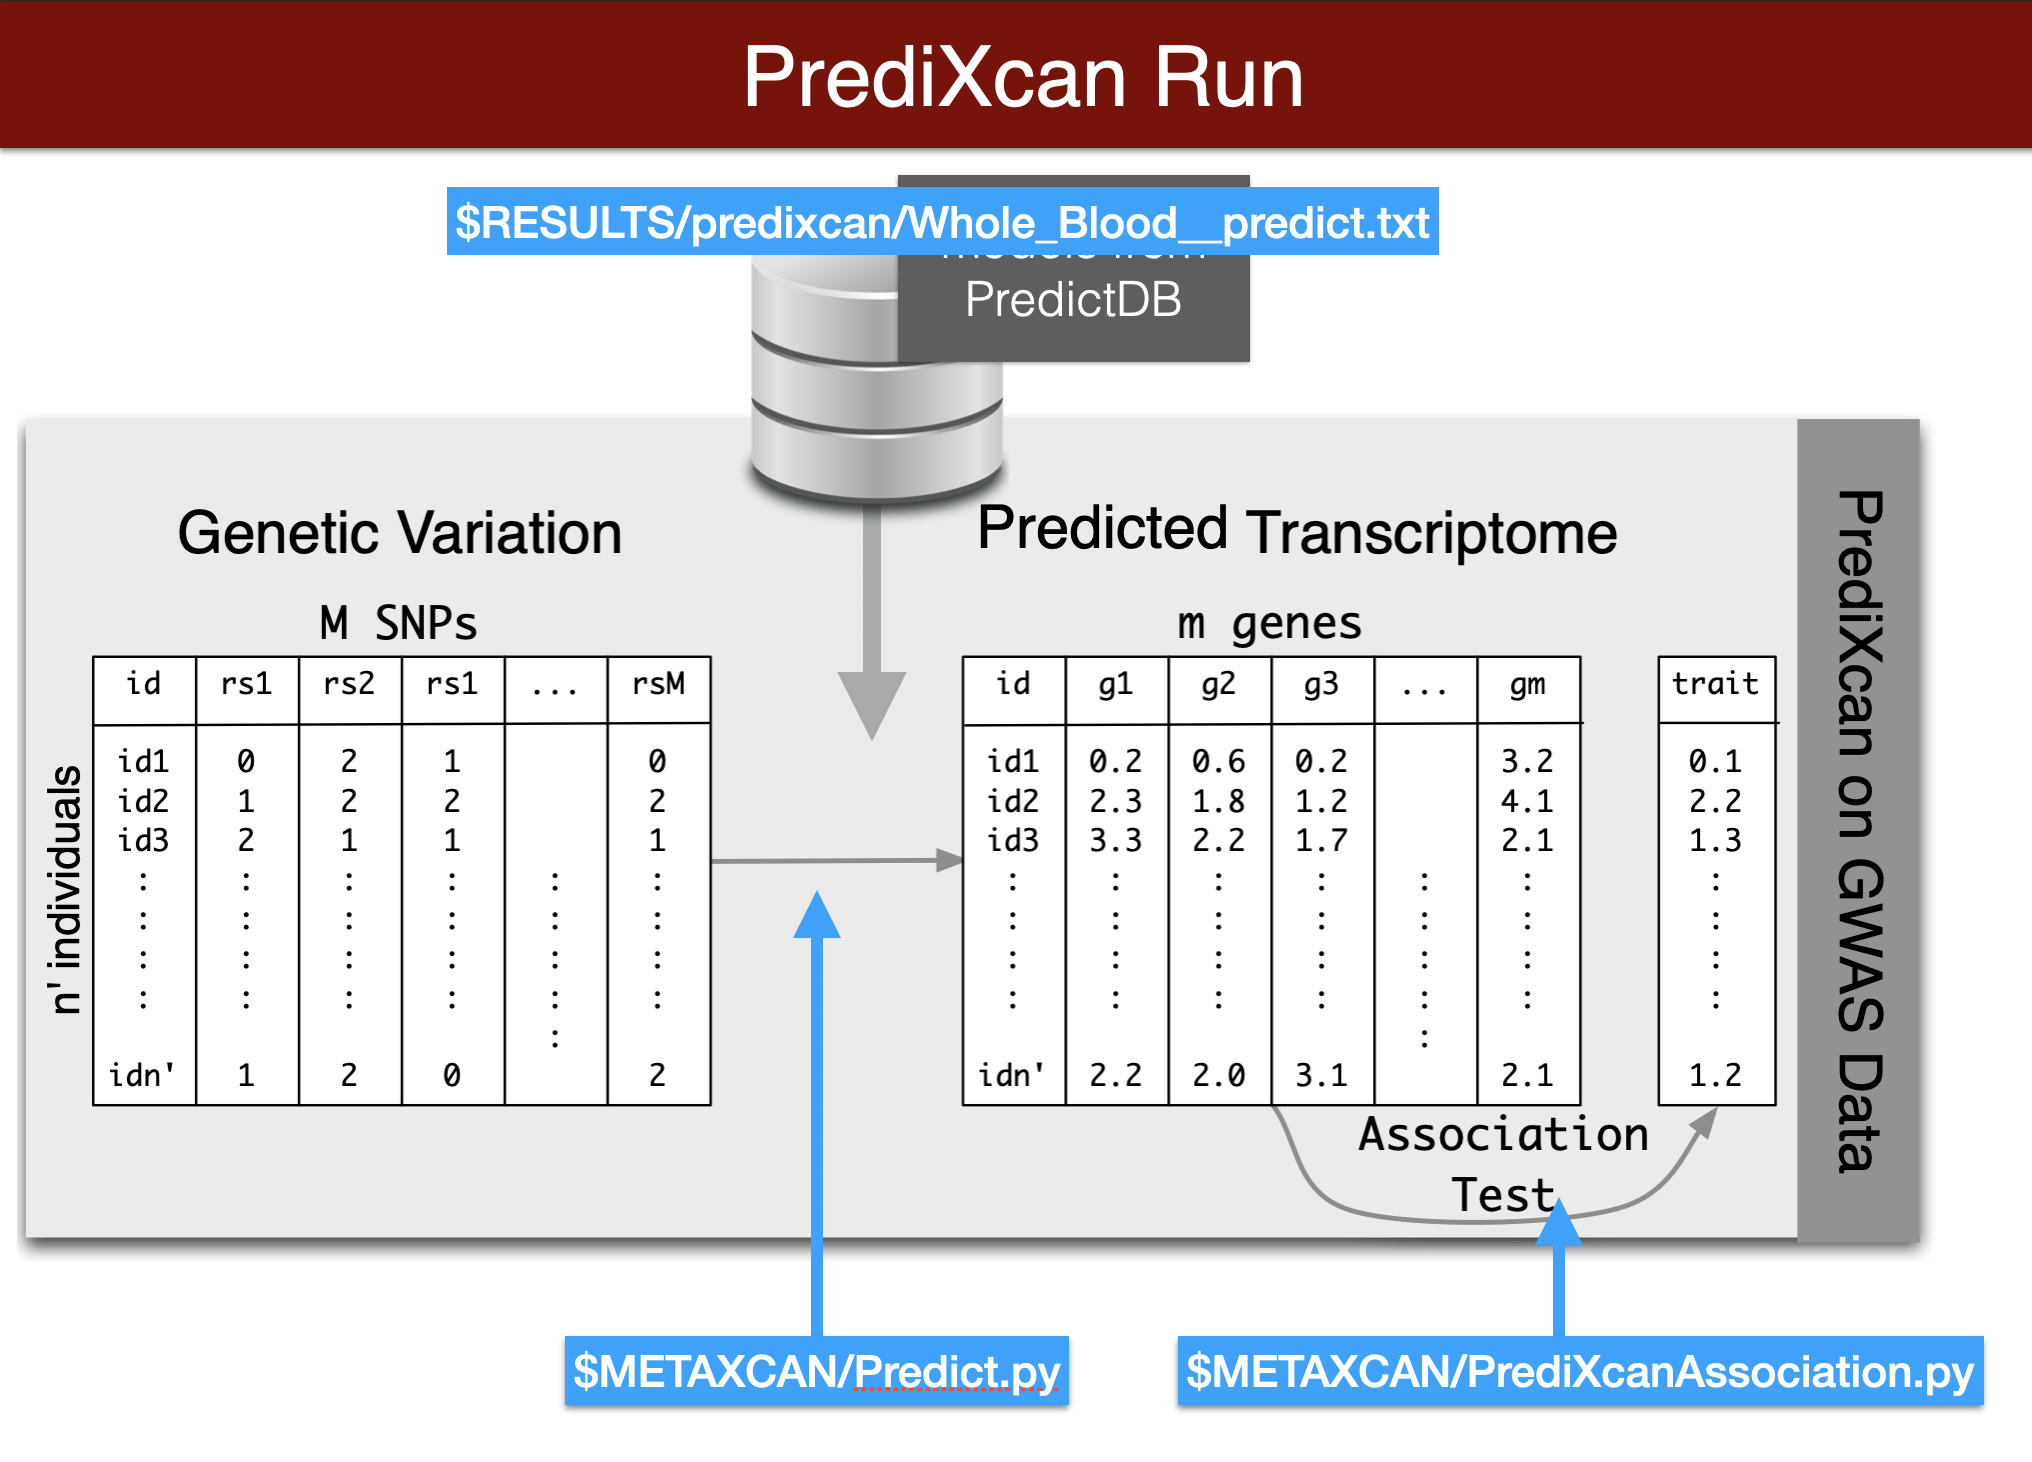 PrediXcan Run
$RESULTS/predixcan/Whole_Blood__predict.txt
models from
PredictDB
Genetic Variation
Predicted Transcriptome
M SNPs
m genes
id rs1 rs2 rs1 ... rsM
id1 0 2 1 0
id2 1 2 2 2
id3 2 1 1 1
: : : : : :
: : : : : :
: : : : : :
: : : : : :
:
idn' 1 2 0 2
n' individuals
id g1 g2 g3 ... gm
id1 0.2 0.6 0.2 3.2
id2 2.3 1.8 1.2 4.1
id3 3.3 2.2 1.7 2.1
: : : : : :
: : : : : :
: : : : : :
: : : : : :
:
idn' 2.2 2.0 3.1 2.1
trait
0.1
2.2
1.3
:
:
:
:
1.2
Association
Test
PrediXcan on GWAS Data
$METAXCAN/Predict.py
$METAXCAN/PrediXcanAssociation.py